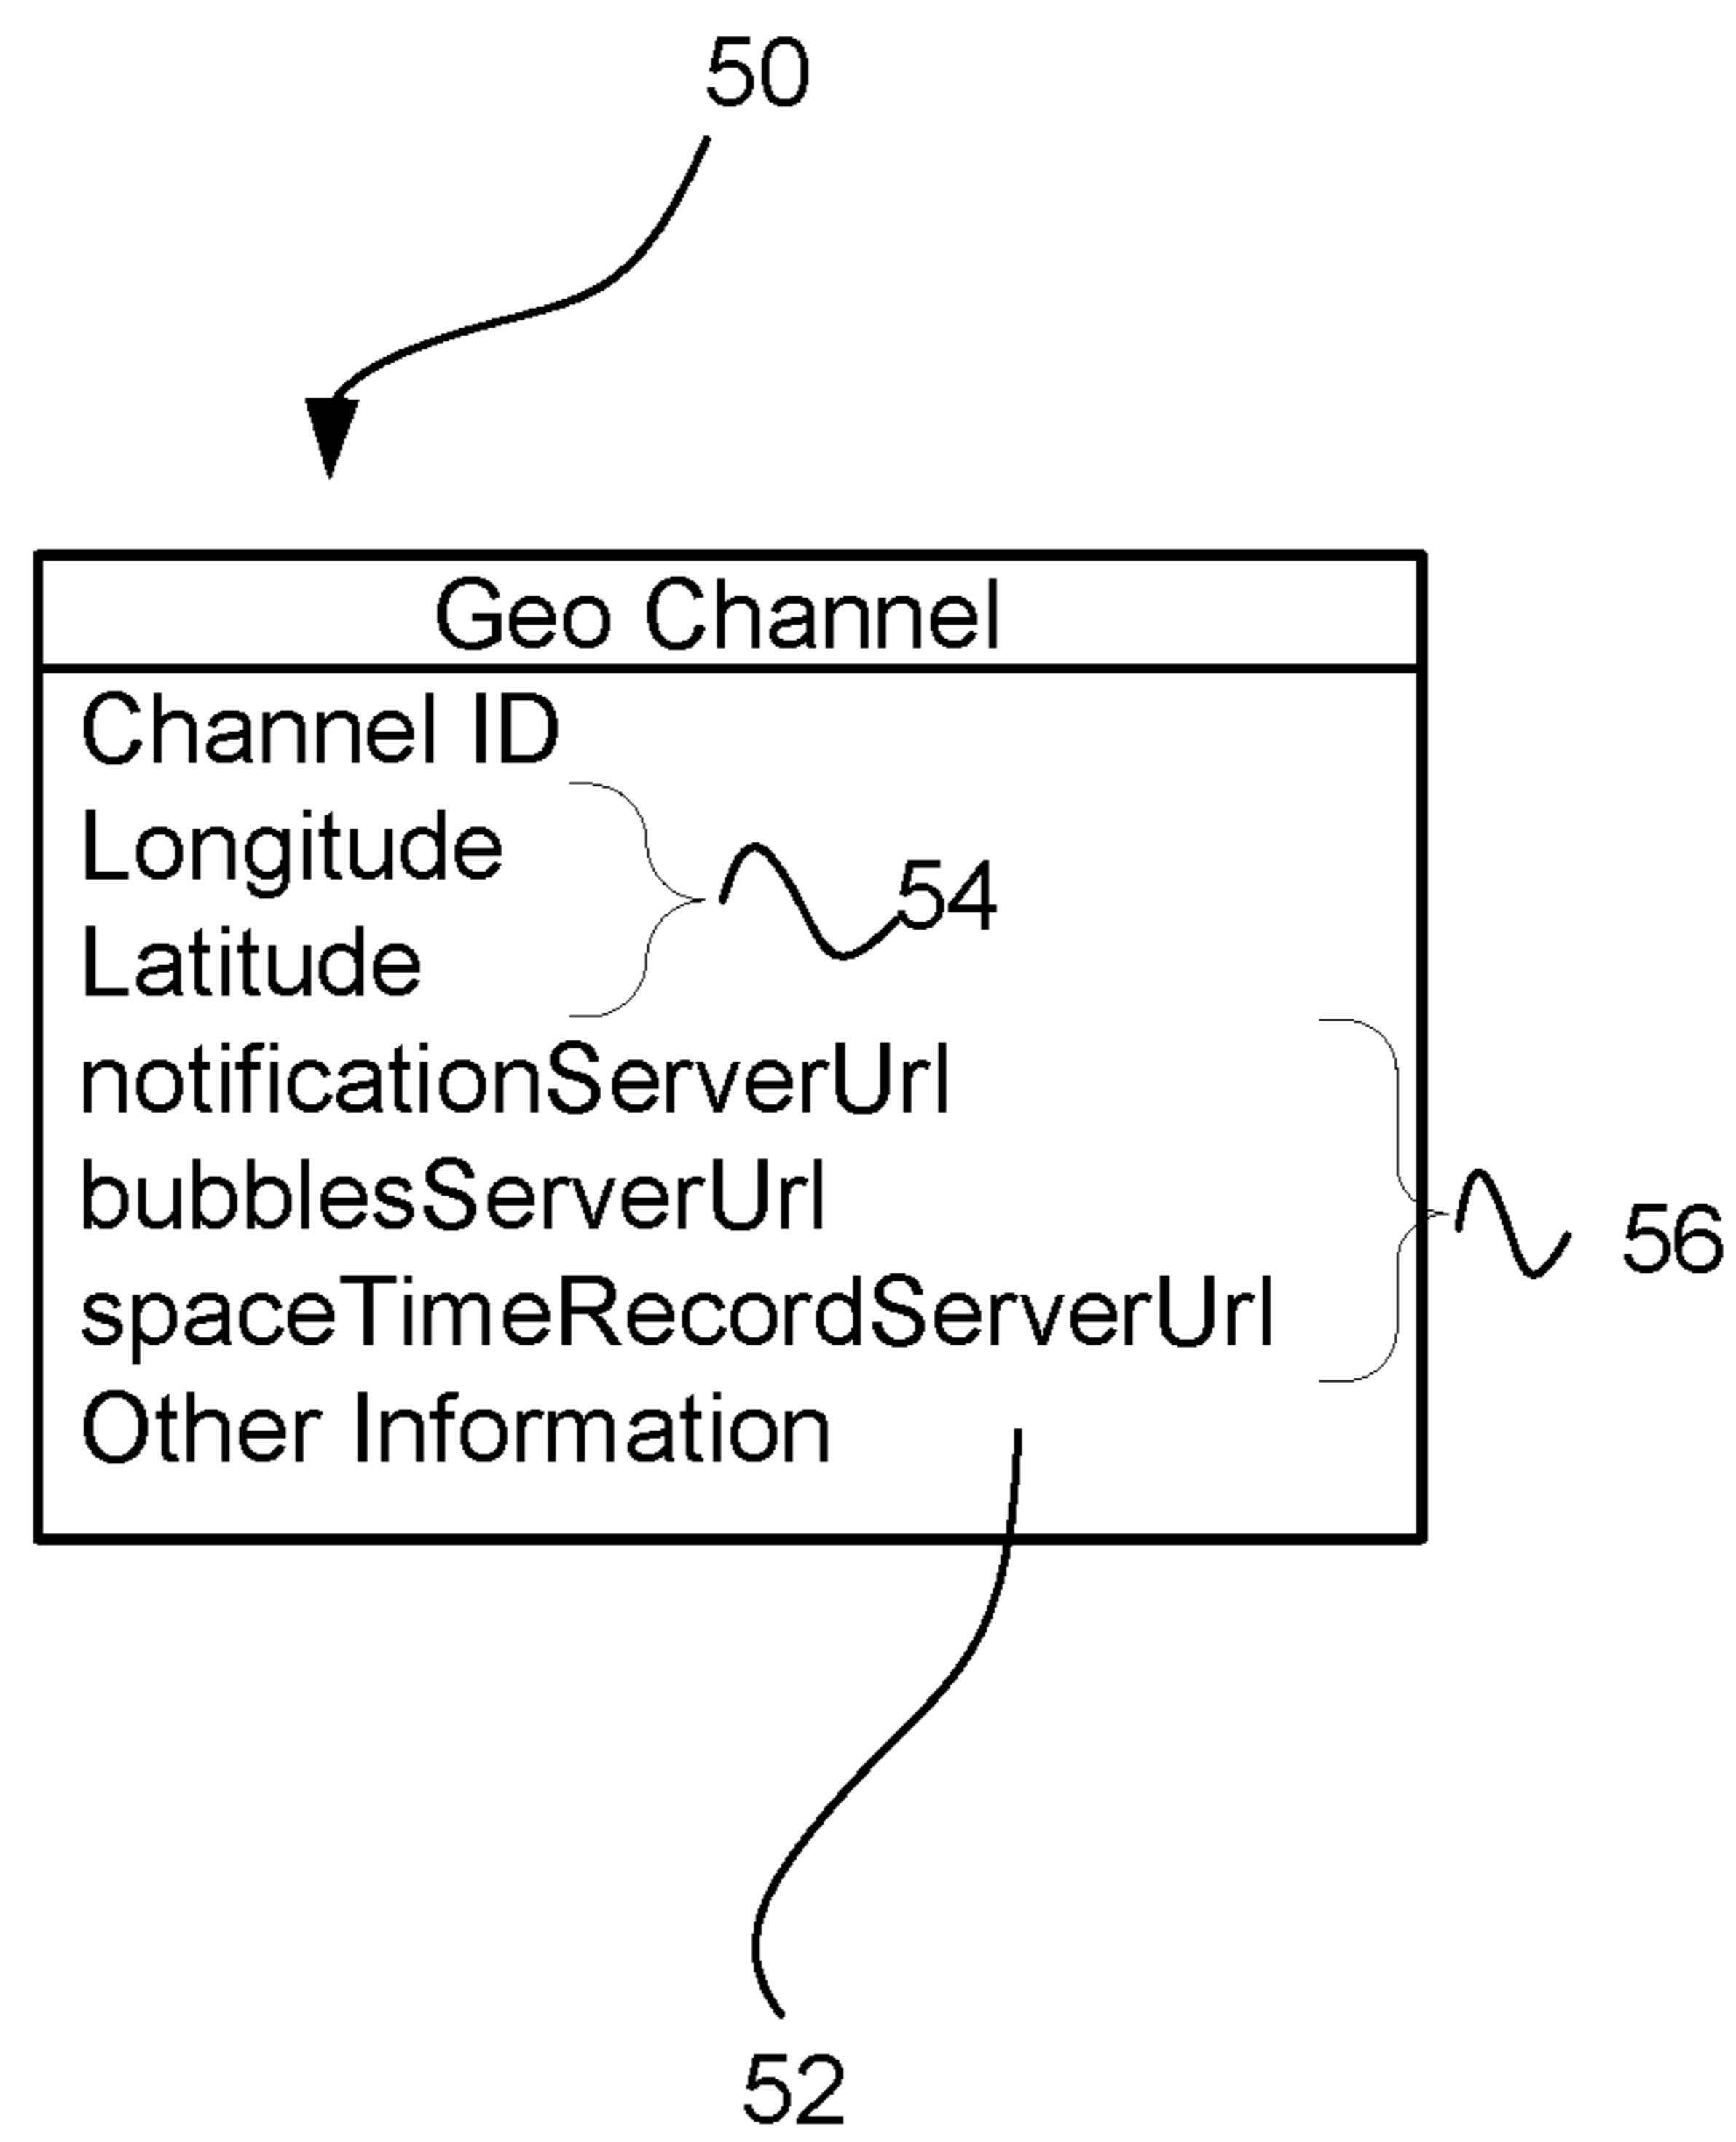 50
Geo Channel
Channel ID
Longitude
54
Latitude
notificationServerUrl
bubblesServerUrl
56
spaceTimeRecordServerUrl
Other Information
52